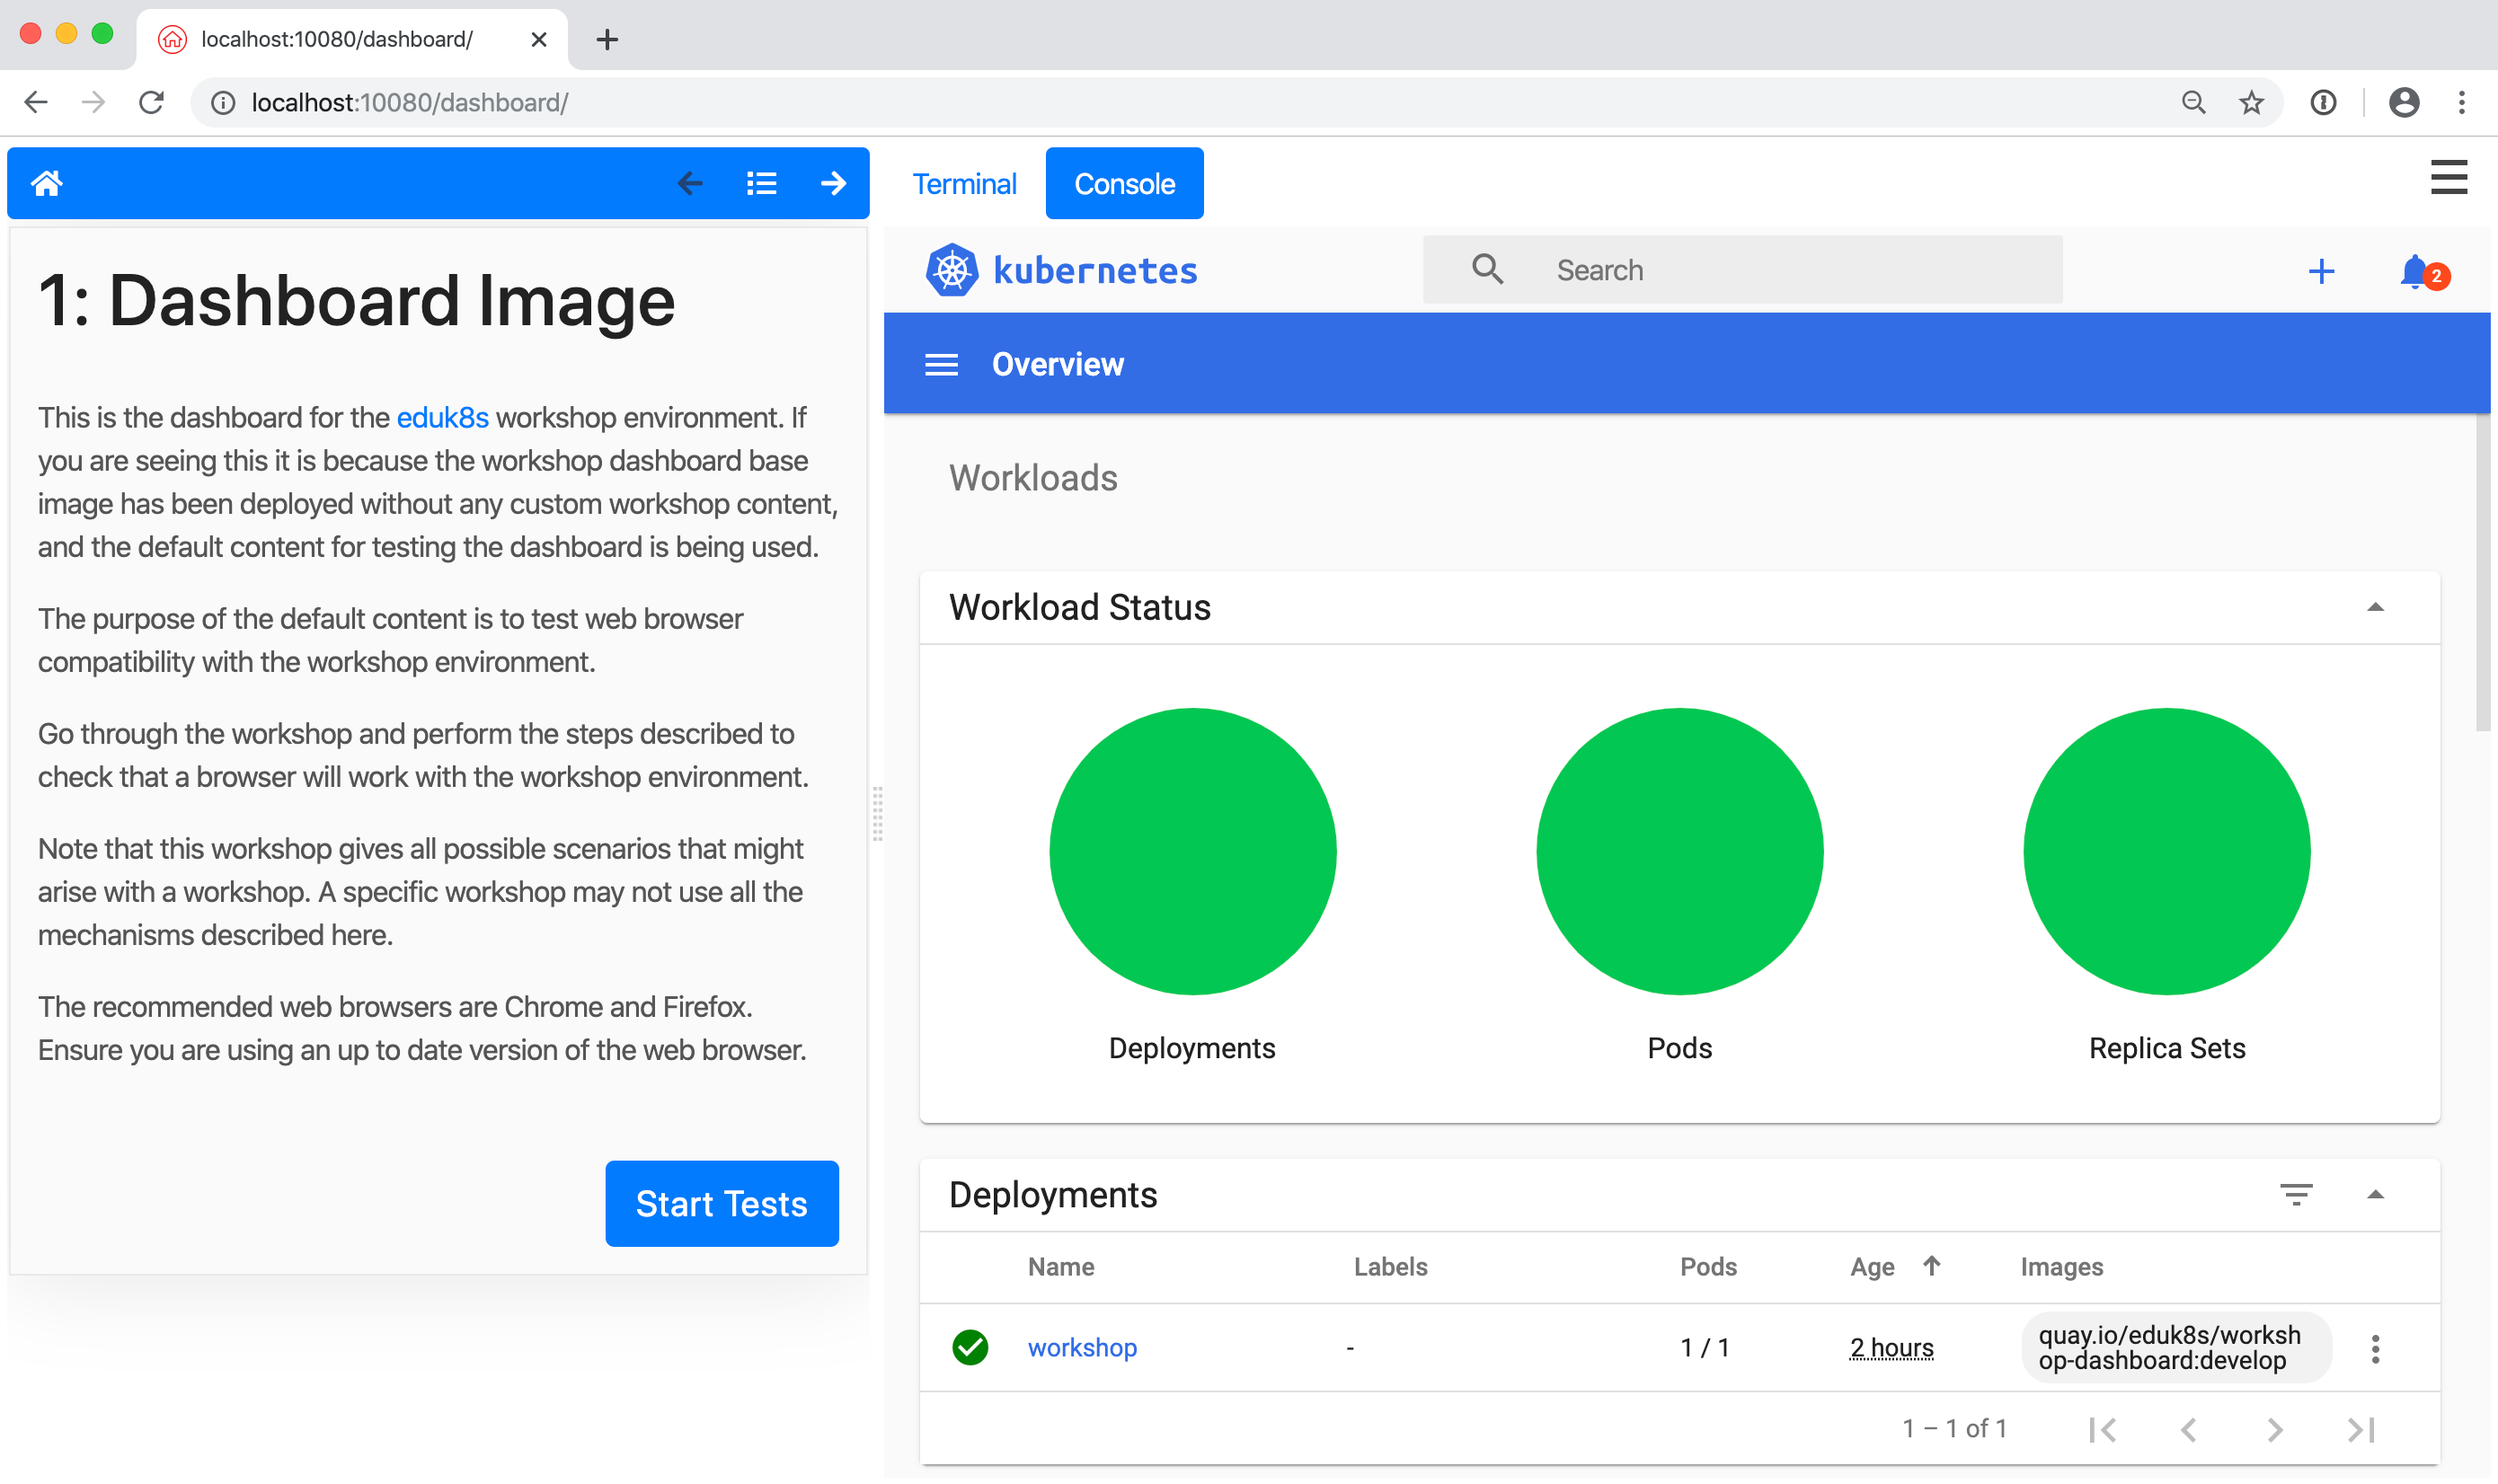 localhost:10080/dashboard/
localhost:10080/dashboard/
1: Dashboard Image
This is the dashboard for the eduk8s workshop environment. If
you are seeing this it is because the workshop dashboard base
image has been deployed without any custom workshop content,
and the default content for testing the dashboard is being used.
The purpose of the default content is to test web browser
compatibility with the workshop environment.
Go through the workshop and perform the steps described to
check that a browser will work with the workshop environment.
Note that this workshop gives all possible scenarios that might
arise with a workshop. A specific workshop may not use all the
mechanisms described here.
The recommended web browsers are Chrome and Firefox.
Ensure you are using an up to date version of the web browser.
Start Tests
Terminal Console
kubernetes
Search
2
Overview
Workloads
Workload Status
Deployments Pods Replica Sets
Deployments
Name Labels Pods Age Images
workshop - 1 / 1 2 hours quay.io/eduk8s/worksh
op-dashboard:develop
1 – 1 of 1